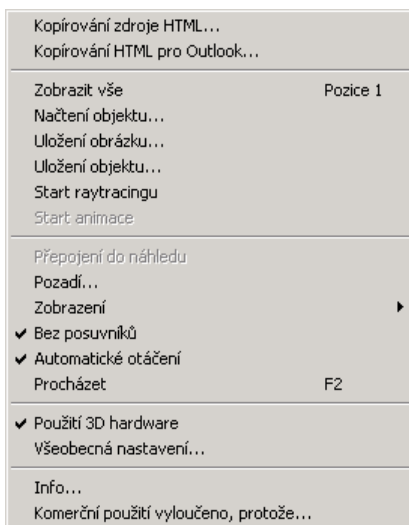 Kopírování zdroje HTML...
Kopírování HTML pro Outlook...
Zobrazit vše Pozice 1
Načtení objektu...
Uložení obrázku...
Uložení objektu...
Start raytracingu
Start animace
Přepojení do náhledu
Pozadí...
Zobrazení
Bez posuvníků
Automatické otáčení
Procházet F2
Použití 3D hardware
Všeobecná nastavení...
Info...
Komerční použití vyloučeno, protože...